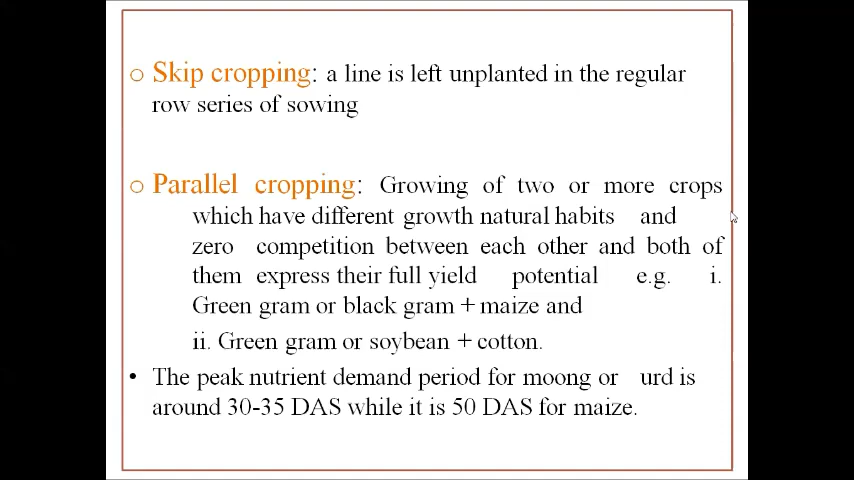 o Skip cropping: a line is left unplanted in the regular
row series of sowing
o Parallel cropping: Growing of two or more crops
which have different growth natural habits and
zero competition between each other and both of
them express their full yield potential e.g. i.
Green gram or black gram + maize and
ii. Green gram or soybean + cotton.
• The peak nutrient demand period for moong or urd is
around 30-35 DAS while it is 50 DAS for maize.